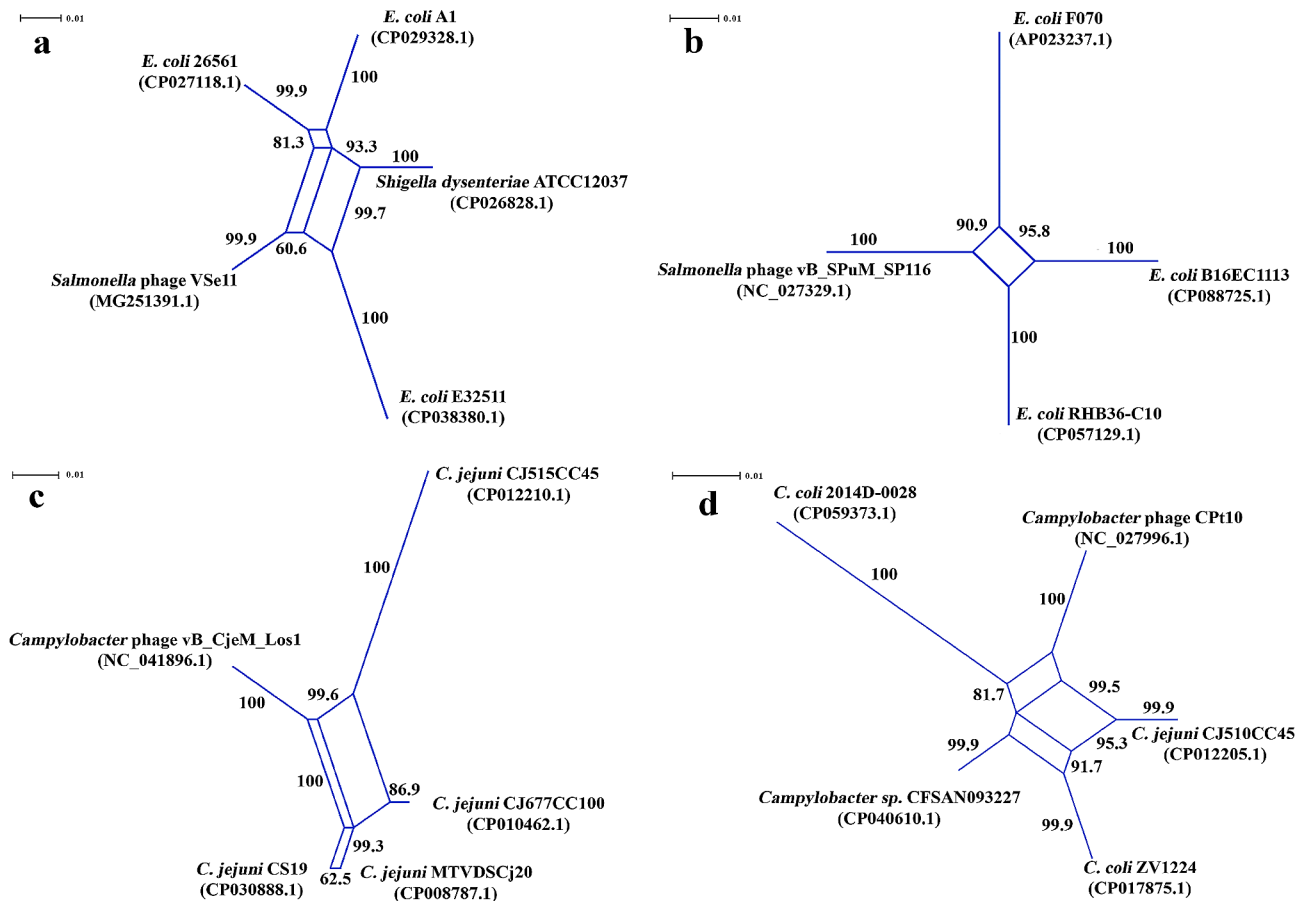 0.01
a
E. coli A1
(CP029328.1)
E. coli 26561
(CP027118.1)
99.9
100
81.3
93.3
100
Shigella dysenteriae ATCC12037
(CP026828.1)
99.7
99.9
60.6
Salmonella phage VSe11
(MG251391.1)
100
E. coli E32511
(CP038380.1)
0.01
b
E. coli F070
(AP023237.1)
90.9
95.8
100
100
Salmonella phage vB_SPuM_SP116
(NC_027329.1)
E. coli B16EC1113
(CP088725.1)
100
E. coli RHB36-C10
(CP057129.1)
0.01
c
C. jejuni CJ515CC45
(CP012210.1)
100
Campylobacter phage vB_CjeM_Los1
(NC_041896.1)
100
99.6
100
86.9
C. jejuni CJ677CC100
(CP010462.1)
99.3
C. jejuni CS19
(CP030888.1)
62.5
C. jejuni MTVDSCj20
(CP008787.1)
0.01
d
C. coli 2014D-0028
(CP059373.1)
Campylobacter phage CPt10
(NC_027996.1)
100
100
81.7
99.5
99.9
C. jejuni CJ510CC45
(CP012205.1)
95.3
99.9
91.7
Campylobacter sp. CFSAN093227
(CP040610.1)
99.9
C. coli ZV1224
(CP017875.1)